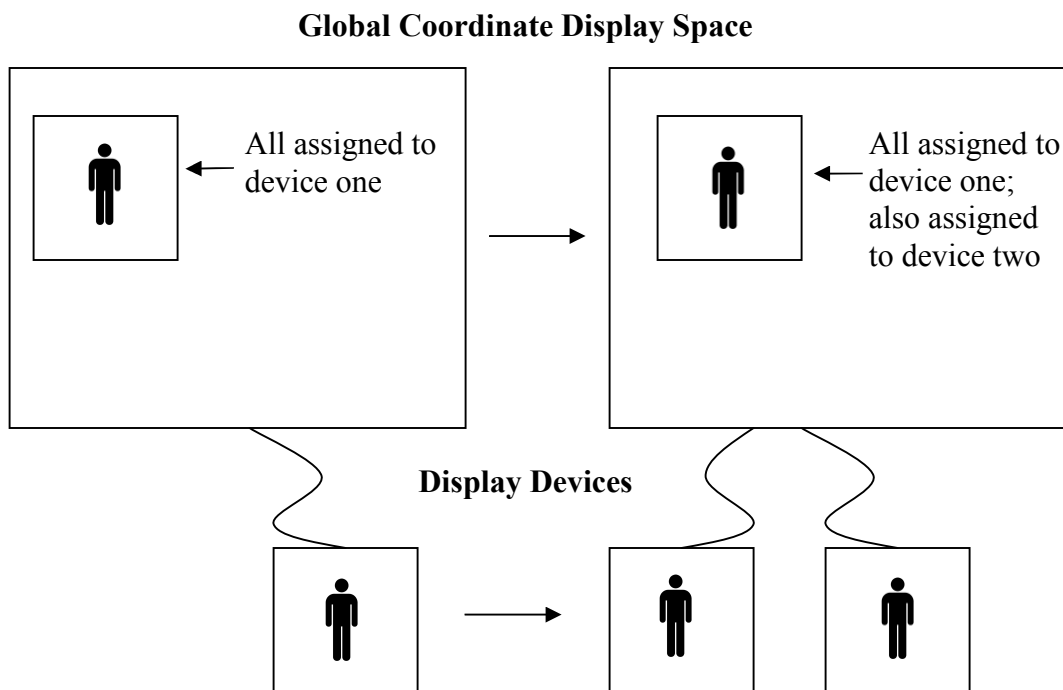 Global Coordinate Display Space
All assigned to
device one
All assigned to
device one;
also assigned
to device two
Display Devices